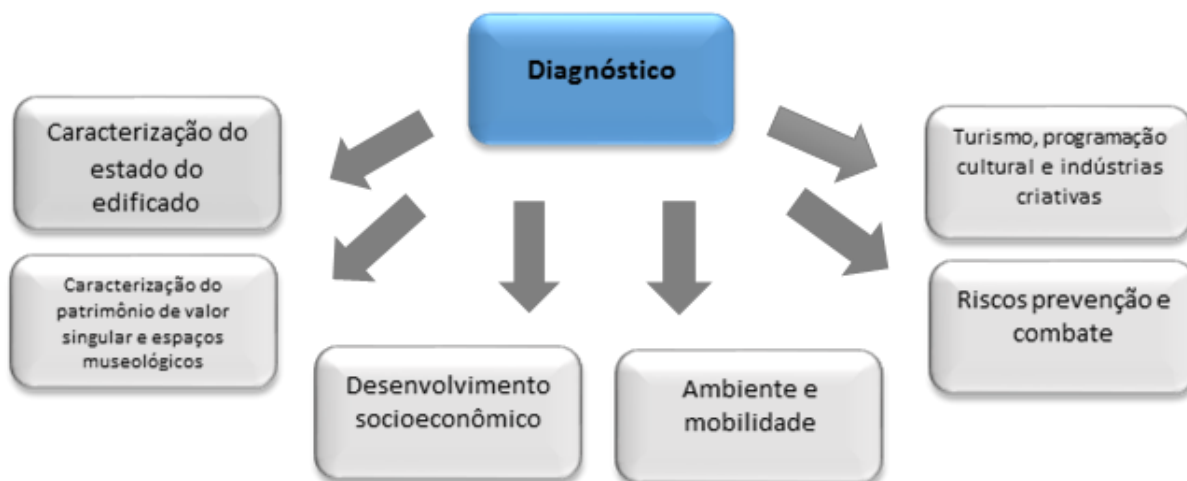 Diagnóstico
Caracterização do
estado do
edificado
Caracterização do
patrimônio de valor
singular e espaços
museológicos
Desenvolvimento
socioeconômico
Ambiente e
mobilidade
Turismo, programação
cultural e indústrias
criativas
Riscos prevenção e
combate